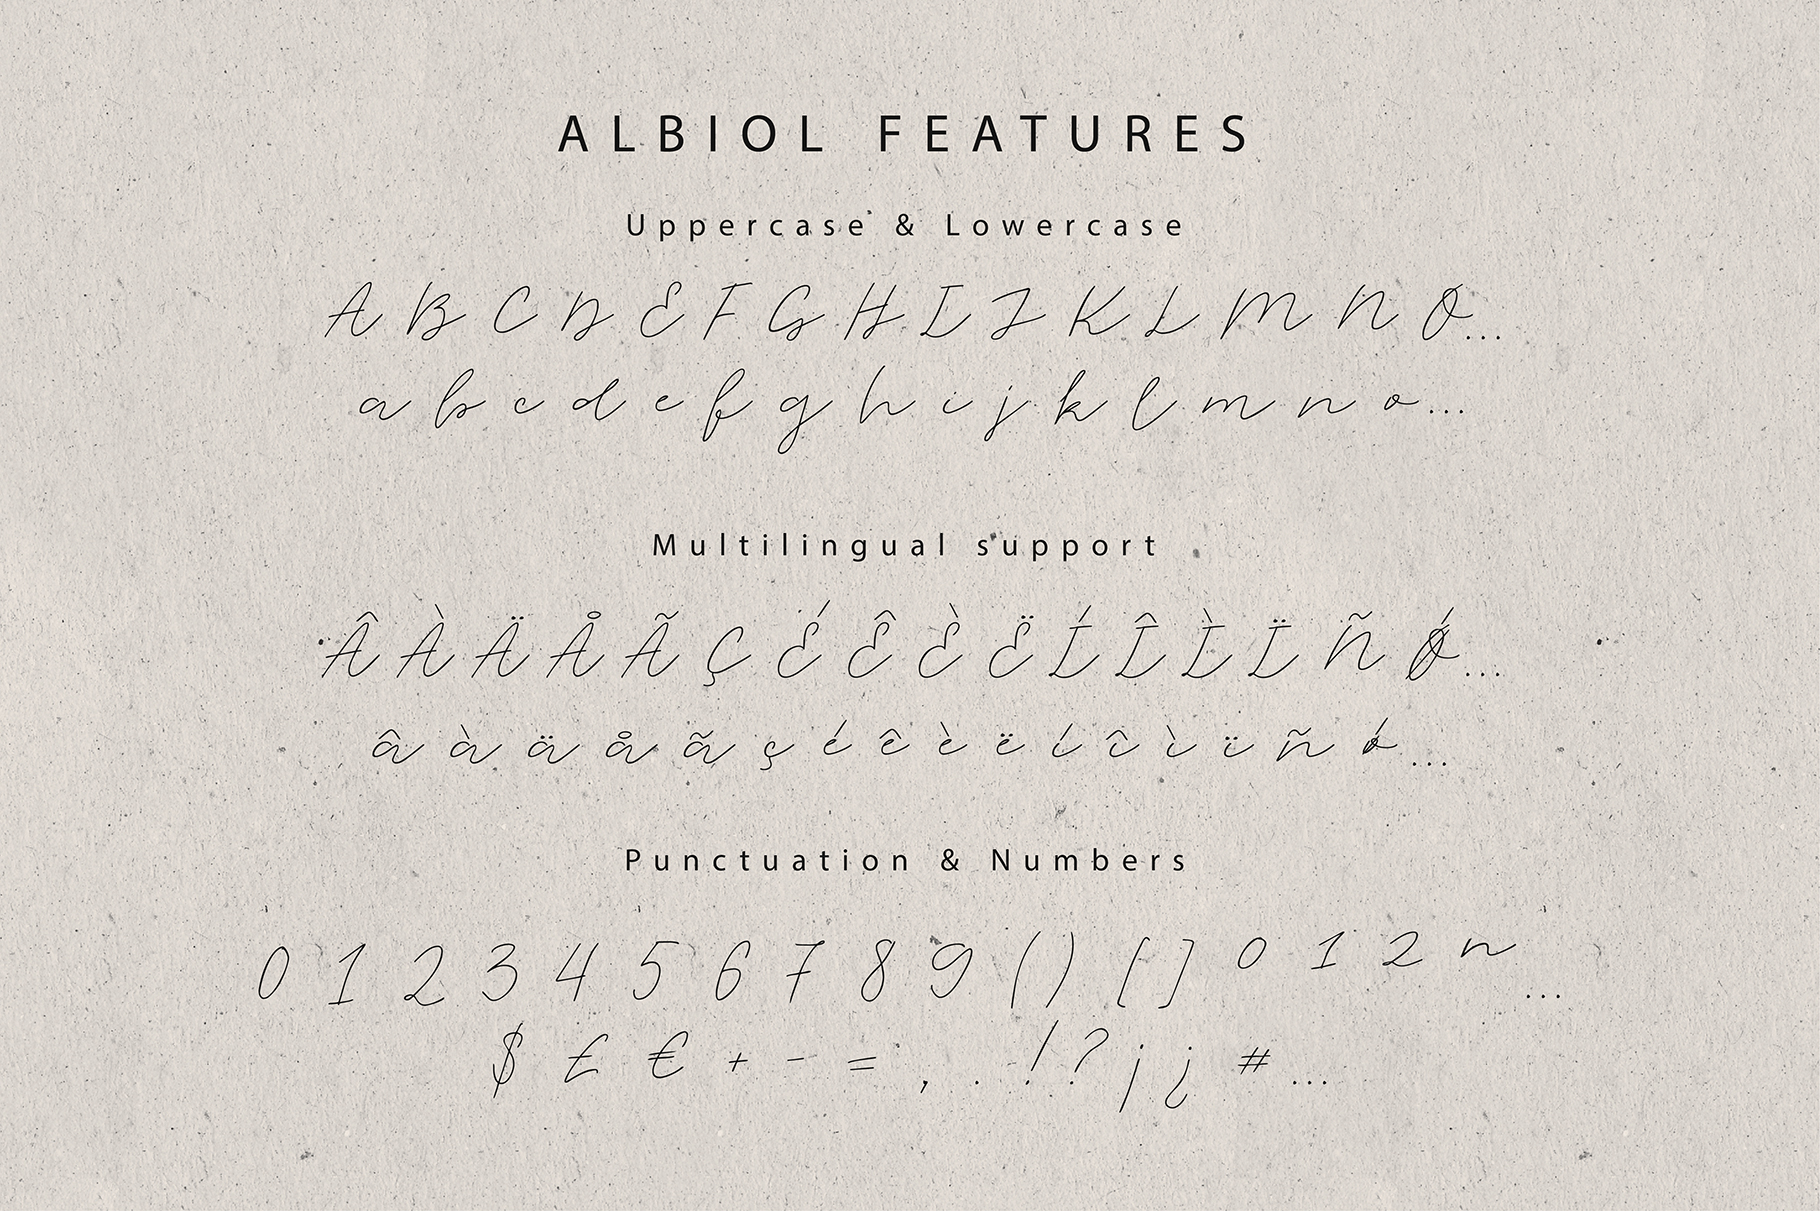 ALBIOL FEATURES
Uppercase & Lowercase
A B C D E F G H I J K L M N O...
a b c d e f g h i j k l m n o...
Multilingual support
Â À Ä Å Ã Ç É Ê È Ë Í Î Ì Ï Ñ Ǿ...
â à ä å ã ç é ê è ë í î ì ï ñ ǿ...
Punctuation & Numbers
0 1 2 3 4 5 6 7 8 9 ( ) [ ] ⁰ ¹ ² ⁿ...
$ £ € + - = , . ! ? ¡ ¿ #...